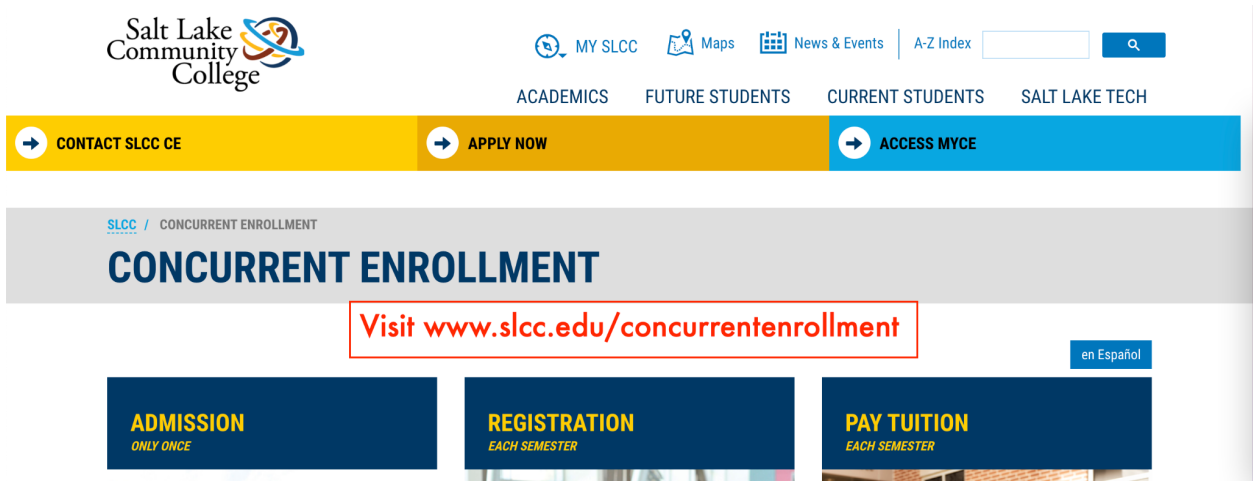 Salt Lake
Community
College
MY SLCC Maps News & Events A-Z Index
ACADEMICS FUTURE STUDENTS CURRENT STUDENTS SALT LAKE TECH
CONTACT SLCC CE APPLY NOW ACCESS MYCE
SLCC / CONCURRENT ENROLLMENT
CONCURRENT ENROLLMENT
Visit www.slcc.edu/concurrentenrollment
en Español
ADMISSION
ONLY ONCE
REGISTRATION
EACH SEMESTER
PAY TUITION
EACH SEMESTER